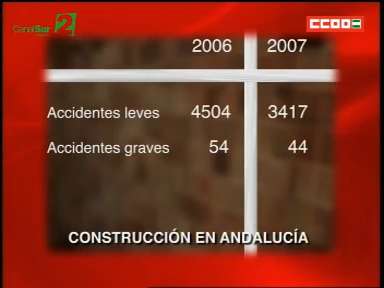 CanalSur 2
CCOO
2006 2007
Accidentes leves 4504 3417
Accidentes graves 54 44
CONSTRUCCIÓN EN ANDALUCÍA